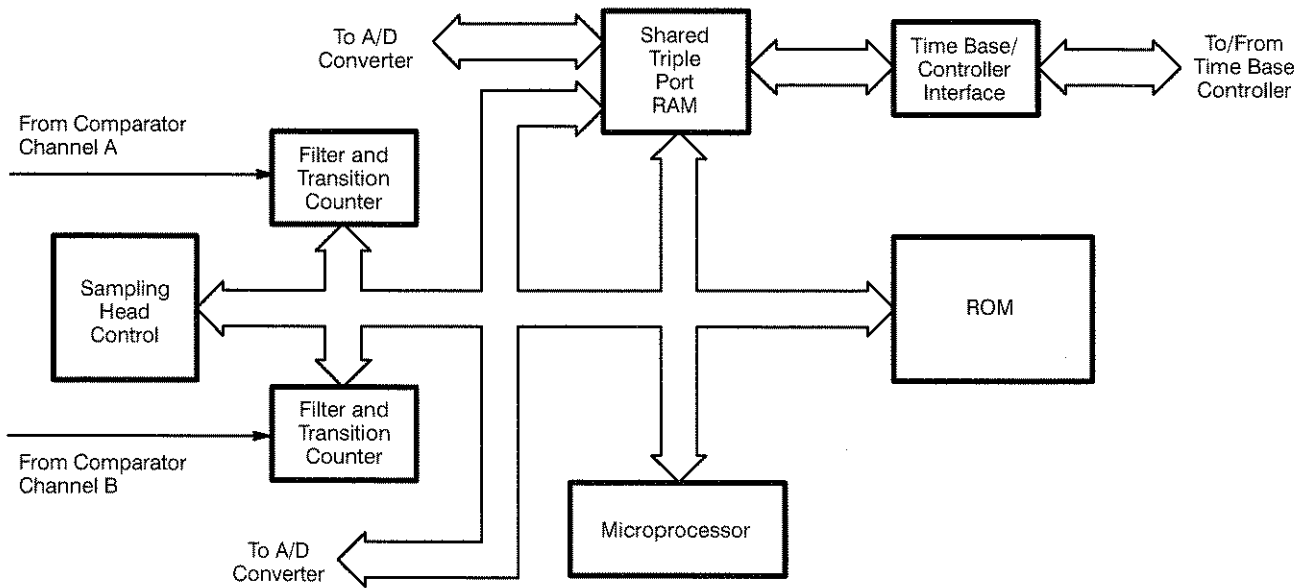 To A/D
Converter
Shared
Triple
Port
RAM
Time Base/
Controller
Interface
To/From
Time Base
Controller
From Comparator
Channel A
Filter and
Transition
Counter
Sampling
Head
Control
ROM
Filter and
Transition
Counter
From Comparator
Channel B
Microprocessor
To A/D
Converter